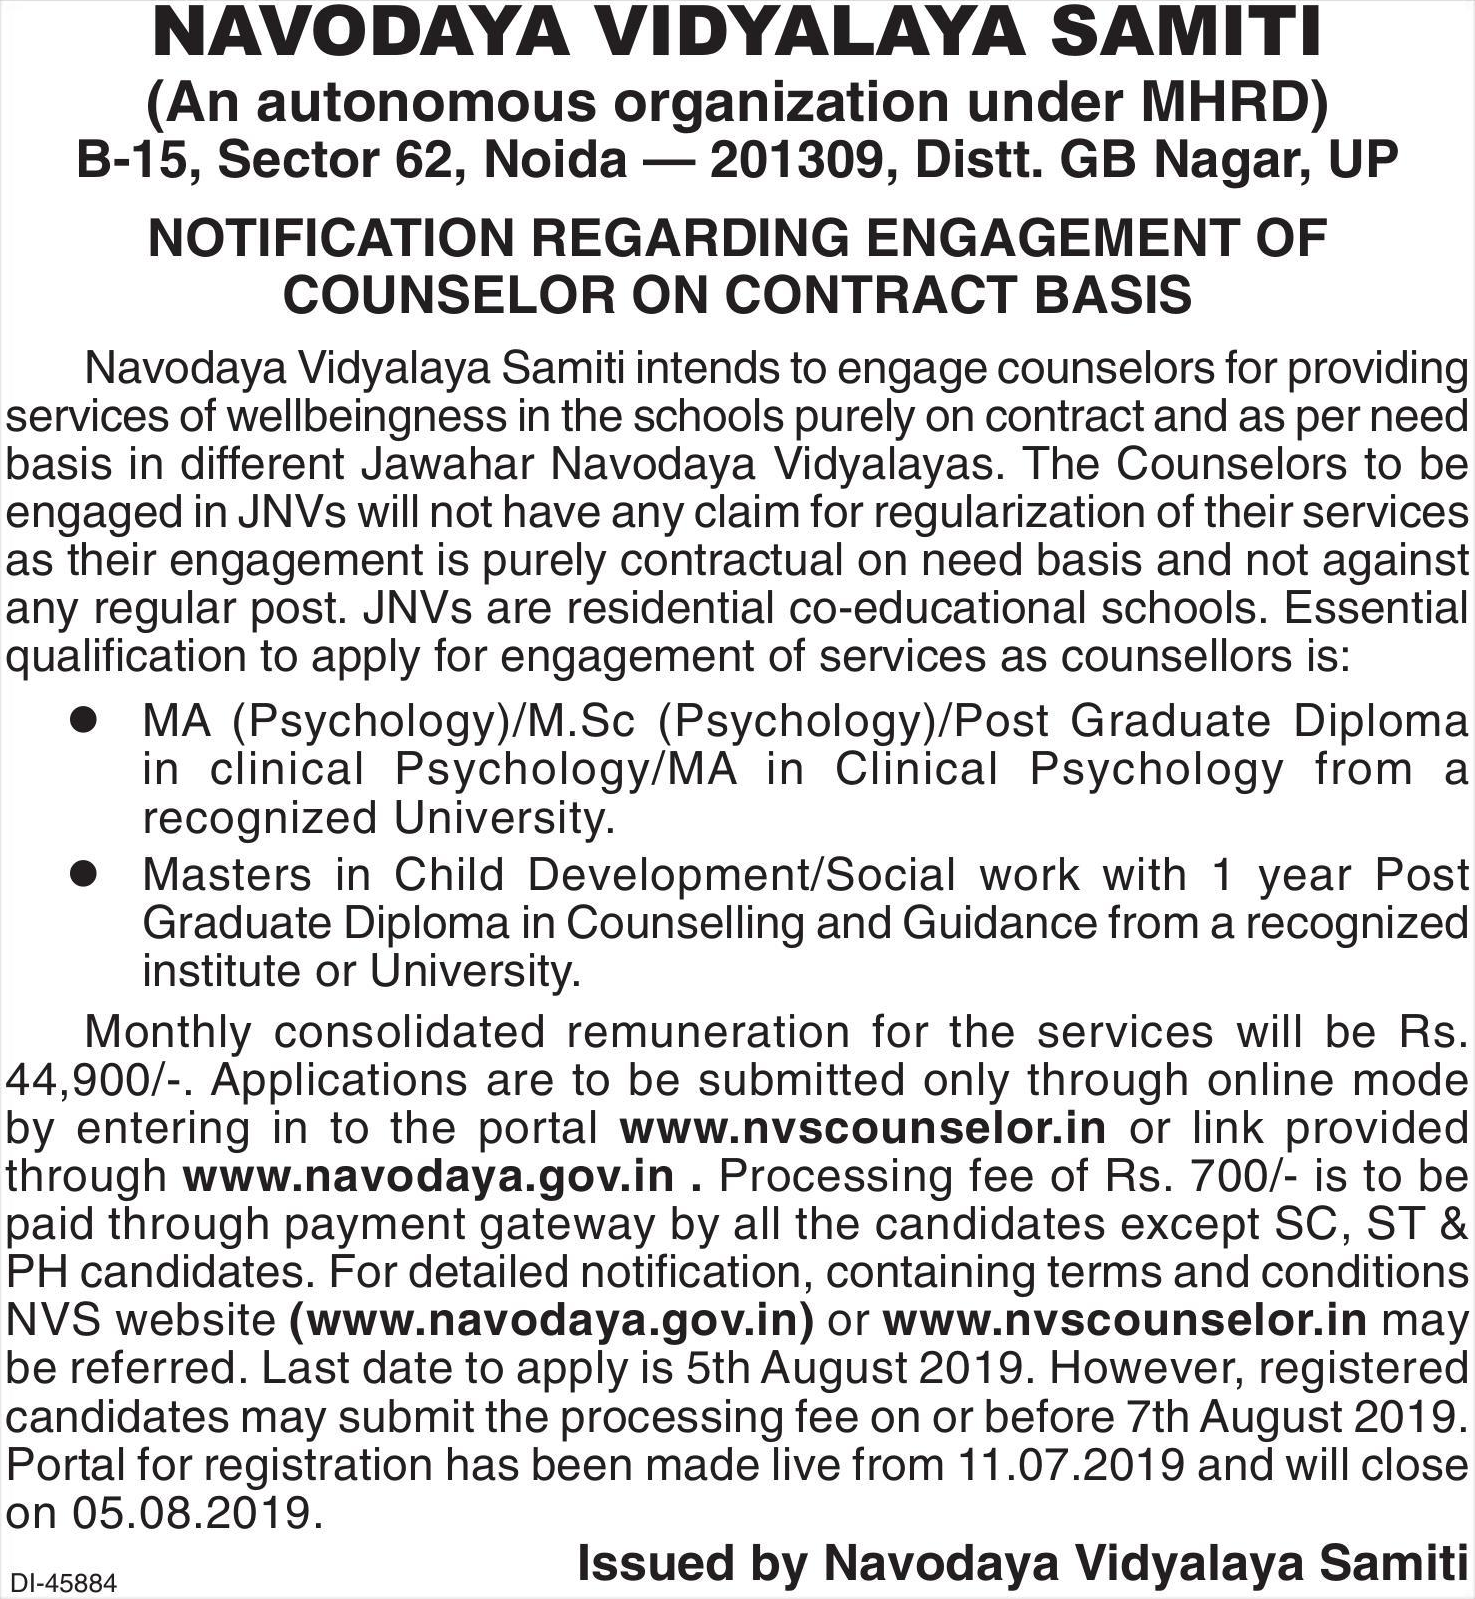 NAVODAYA VIDYALAYA SAMITI
(An autonomous organization under MHRD)
B-15, Sector 62, Noida — 201309, Distt. GB Nagar, UP
NOTIFICATION REGARDING ENGAGEMENT OF
COUNSELOR ON CONTRACT BASIS
Navodaya Vidyalaya Samiti intends to engage counselors for providing
services of wellbeingness in the schools purely on contract and as per need
basis in different Jawahar Navodaya Vidyalayas. The Counselors to be
engaged in JNVs will not have any claim for regularization of their services
as their engagement is purely contractual on need basis and not against
any regular post. JNVs are residential co-educational schools. Essential
qualification to apply for engagement of services as counsellors is:
● MA (Psychology)/M.Sc (Psychology)/Post Graduate Diploma
in clinical Psychology/MA in Clinical Psychology from a
recognized University.
● Masters in Child Development/Social work with 1 year Post
Graduate Diploma in Counselling and Guidance from a recognized
institute or University.
Monthly consolidated remuneration for the services will be Rs.
44,900/-. Applications are to be submitted only through online mode
by entering in to the portal www.nvscounselor.in or link provided
through www.navodaya.gov.in . Processing fee of Rs. 700/- is to be
paid through payment gateway by all the candidates except SC, ST &
PH candidates. For detailed notification, containing terms and conditions
NVS website (www.navodaya.gov.in) or www.nvscounselor.in may
be referred. Last date to apply is 5th August 2019. However, registered
candidates may submit the processing fee on or before 7th August 2019.
Portal for registration has been made live from 11.07.2019 and will close
on 05.08.2019.
Issued by Navodaya Vidyalaya Samiti
DI-45884